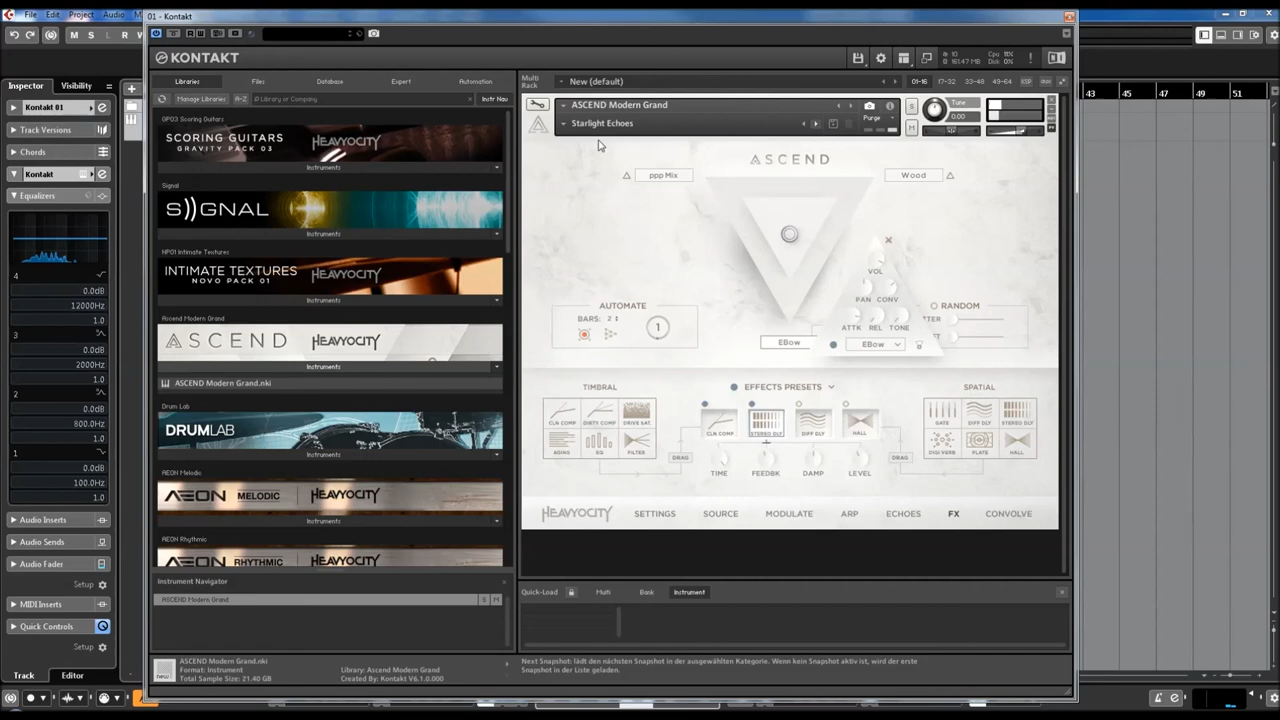 File Edit Project Audio
01 - Kontakt
M S L R
KONTAKT
Inspector Visibility
Kontakt 01
Track Versions
Chords
Kontakt
Equalizers
4
0.0dB
12000Hz
1.0
3
0.0dB
2000Hz
1.0
2
0.0dB
800.0Hz
1.0
1
0.0dB
100.0Hz
1.0
Audio Inserts
Audio Sends
Audio Fader
Setup
MIDI Inserts
Quick Controls
Setup
Track Editor
Libraries Files Database Expert Automation
Manage Libraries A-Z Library or Company Instr Nav
GP03 Scoring Guitars
SCORING GUITARS
GRAVITY PACK 03
HEAVYOCITY
Instruments
Signal
S))GNAL
Instruments
NP01 Intimate Textures
INTIMATE TEXTURES
NOVO PACK 01
HEAVYOCITY
Instruments
Ascend Modern Grand
ASCEND HEAVYOCITY
Instruments
ASCEND Modern Grand.nki
Drum Lab
DRUMLAB HEAVYOCITY
Instruments
AEON Melodic
AEON MELODIC HEAVYOCITY
Instruments
AEON Rhythmic
AEON RHYTHMIC HEAVYOCITY
Instrument Navigator
ASCEND Modern Grand S M
ASCEND Modern Grand.nki
Format: Instrument
Total Sample Size: 21.40 GB
Library: Ascend Modern Grand
Created By: Kontakt V6.1.0.000
Multi
Rack
New (default)
01-16 17-32 33-48 49-64 KSP
ASCEND Modern Grand
Starlight Echoes
Purge
S
M
Tune
0.00
ASCEND
ppp Mix
Wood
VOL
PAN CONV
ATTK REL TONE
EBow
EBow
AUTOMATE
BARS: 2
1
RANDOM
EFFECTS PRESETS
TIMBRAL
CLN COMP DIRTY COMP DRIVE SAT.
AGING EQ FILTER
CLN COMP STEREO DLY DIFF DLY HALL
DRAG
TIME FEEDBK DAMP LEVEL
DRAG
SPATIAL
GATE DIFF DLY STEREO DLY
DIGI VERB PLATE HALL
HEAVYOCITY SETTINGS SOURCE MODULATE ARP ECHOES FX CONVOLVE
Quick-Load Multi Bank Instrument
Next Snapshot: lädt den nächsten Snapshot in der ausgewählten Kategorie. Wenn kein Snapshot aktiv ist, wird der erste
Snapshot in der Liste geladen.
43 45 47 49 51